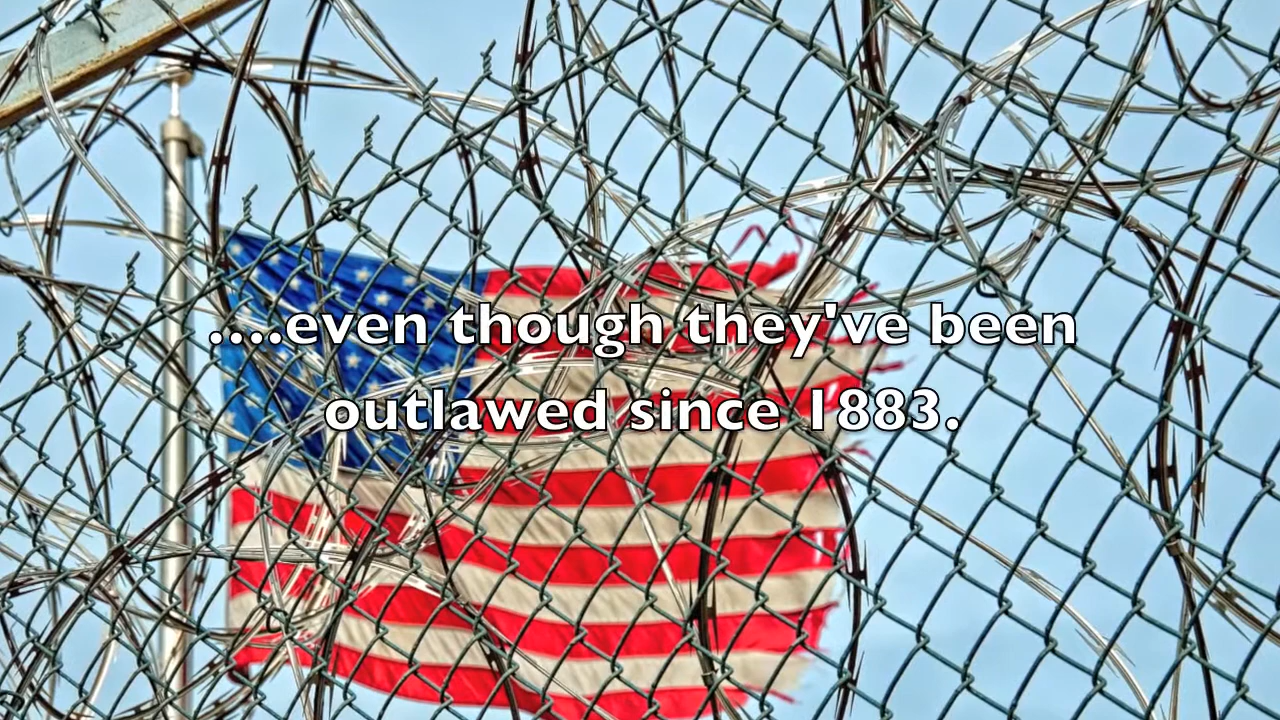 ....even though they've been
outlawed since 1883.